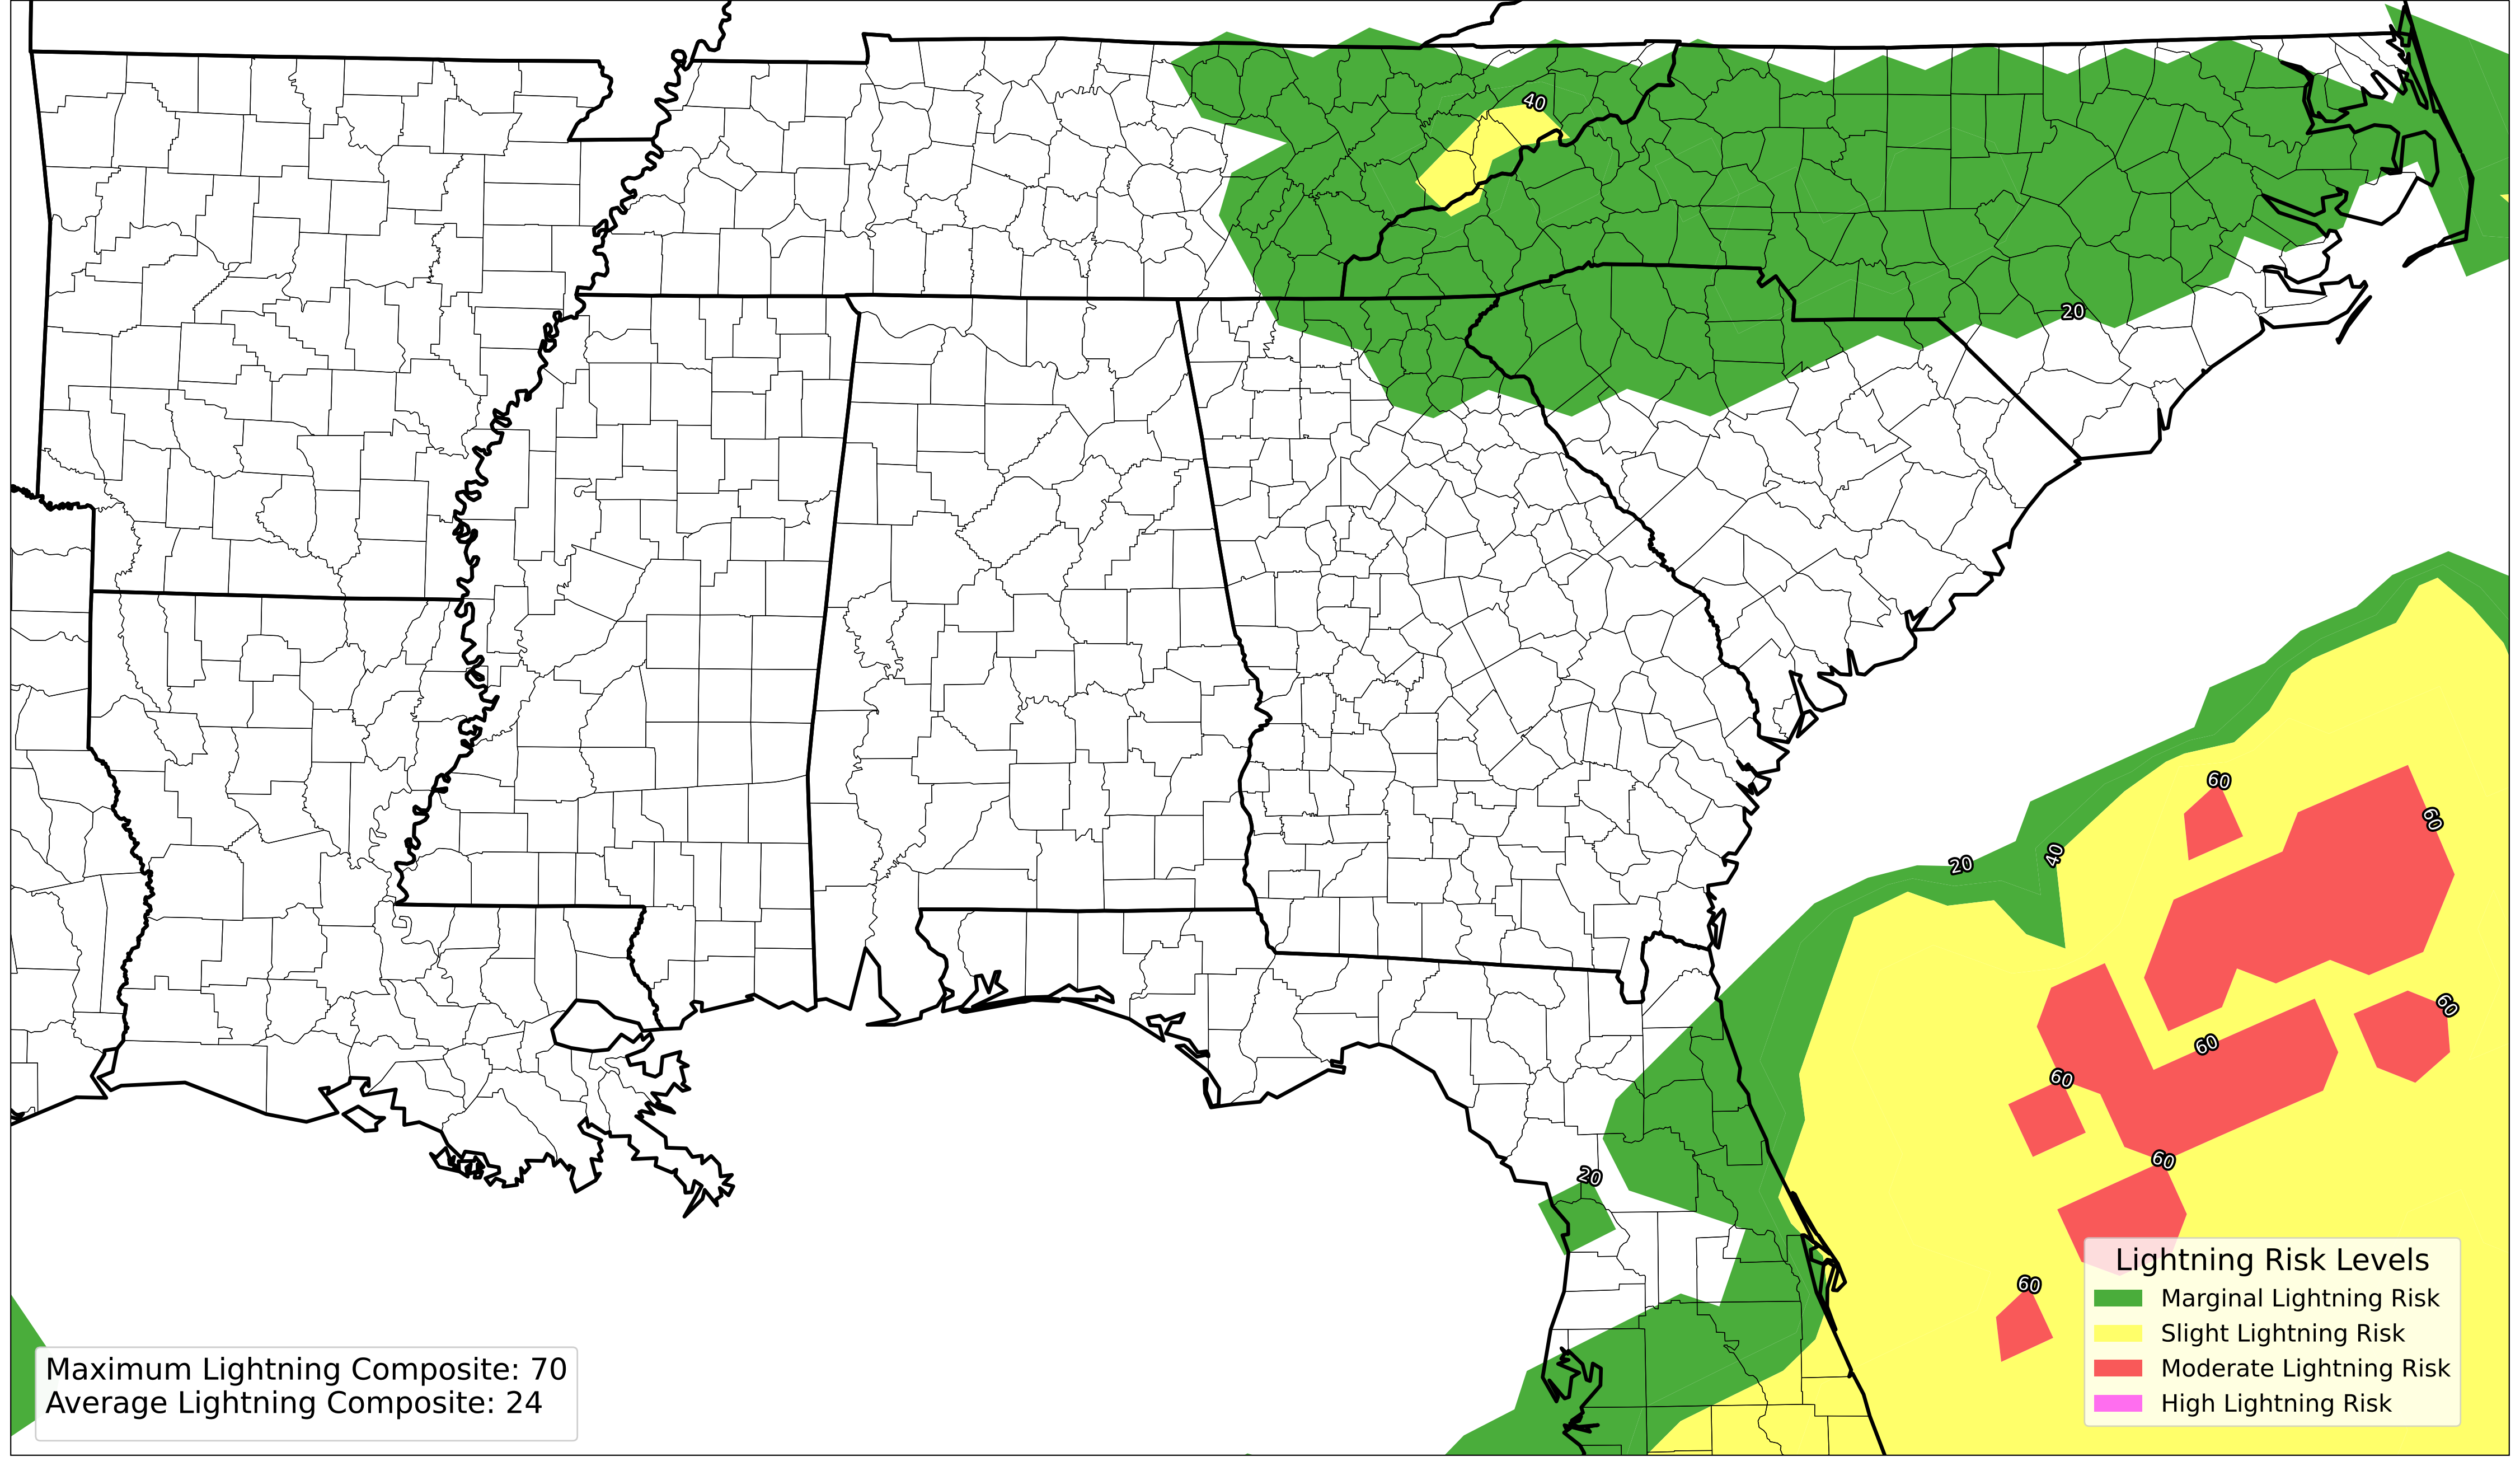 40
20
60
60
40
20
60
60
60
60
20
60
Lightning Risk Levels
Marginal Lightning Risk
Slight Lightning Risk
Moderate Lightning Risk
High Lightning Risk
Maximum Lightning Composite: 70
Average Lightning Composite: 24